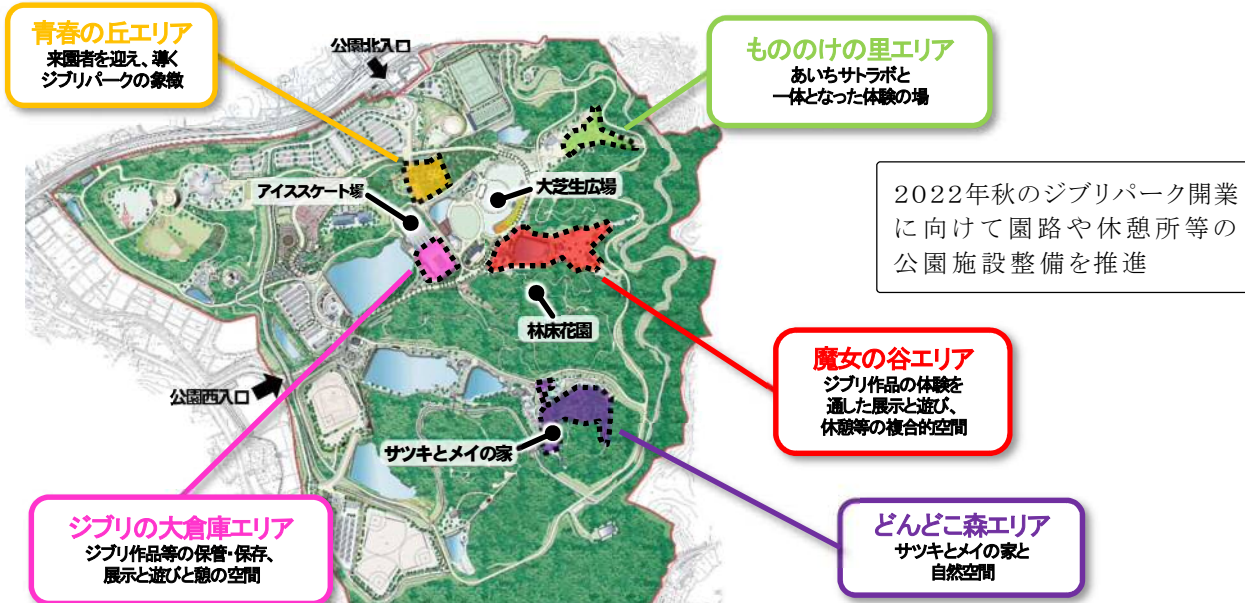 青春の丘エリア
来園者を迎え、導く
ジブリパークの象徴
公園北入口
もののけの里エリア
あいちサトラボと
一体となった体験の場
アイススケート場
大芝生広場
2022年秋のジブリパーク開業
に向けて園路や休憩所等の
公園施設整備を推進
林床花園
魔女の谷エリア
ジブリ作品の体験を
通した展示と遊び、
休憩等の複合的空間
公園西入口
サツキとメイの家
ジブリの大倉庫エリア
ジブリ作品等の保管・保存、
展示と遊びと憩の空間
どんどこ森エリア
サツキとメイの家と
自然空間